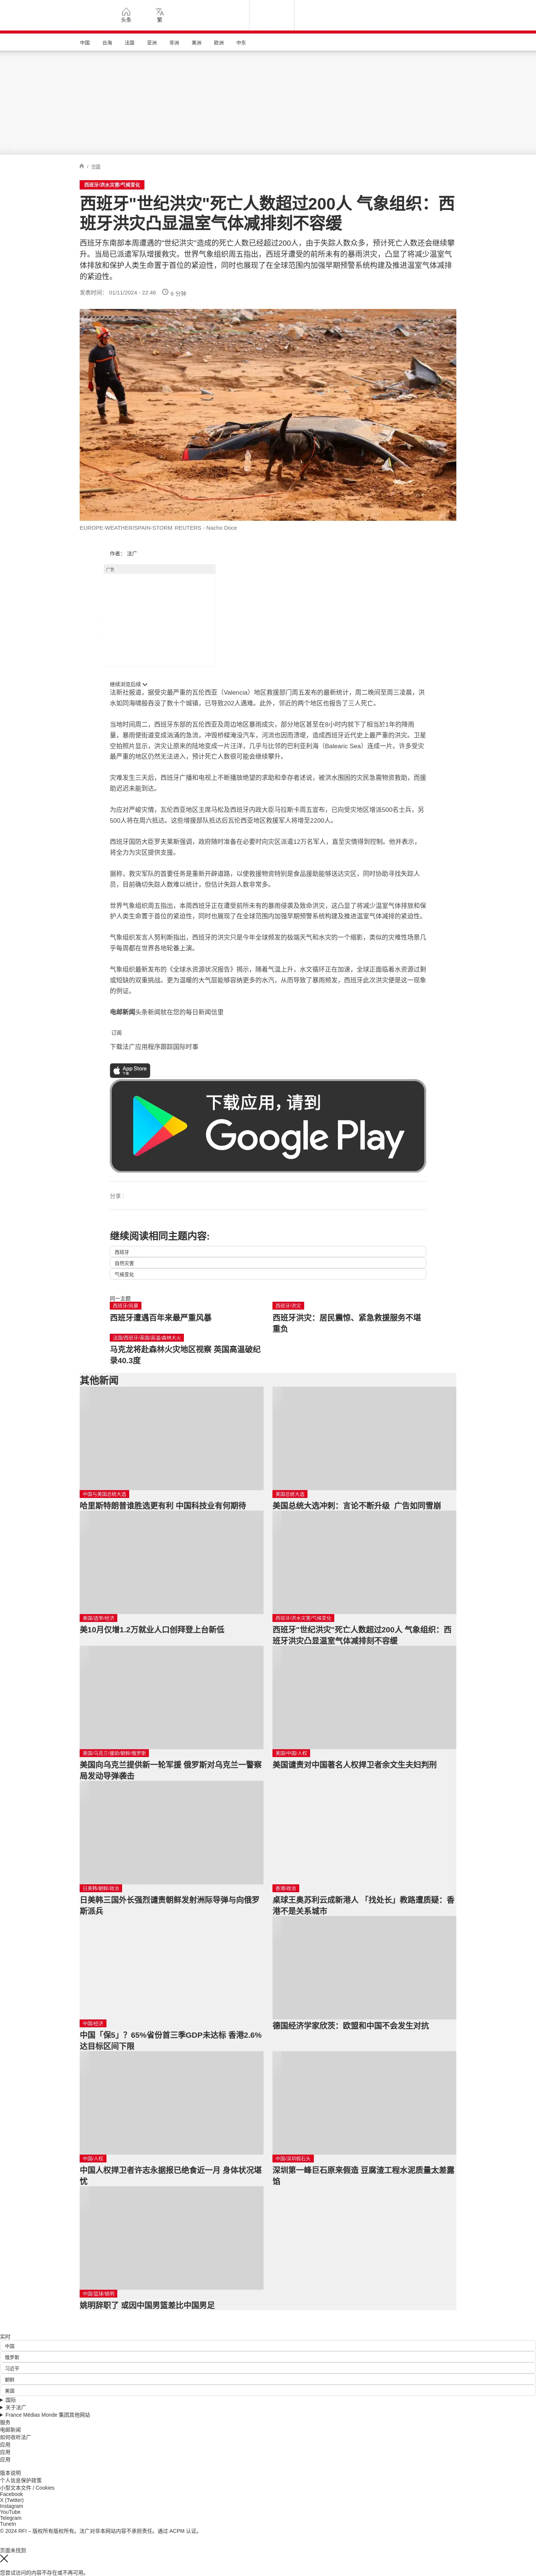 头条
繁
中国
台海
法国
亚洲
非洲
美洲
欧洲
中东
/ 法国
西班牙/洪水灾害/气候变化
西班牙"世纪洪灾"死亡人数超过200人 气象组织：西
班牙洪灾凸显温室气体减排刻不容缓
西班牙东南部本周遭遇的"世纪洪灾"造成的死亡人数已经超过200人，由于失踪人数众多，预计死亡人数还会继续攀
升。当局已派遣军队增援救灾。世界气象组织周五指出，西班牙遭受的前所未有的暴雨洪灾，凸显了将减少温室气
体排放和保护人类生命置于首位的紧迫性，同时也展现了在全球范围内加强早期预警系统构建及推进温室气体减排
的紧迫性。
发表时间： 01/11/2024 - 22:46
6 分钟
EUROPE-WEATHER/SPAIN-STORM REUTERS - Nacho Doce
作者： 法广
广告
继续浏览后续
法新社报道，据受灾最严重的瓦伦西亚（Valencia）地区救援部门周五发布的最新统计，周二晚间至周三凌晨，洪
水如同海啸般吞没了数十个城镇，已导致202人遇难。此外，邻近的两个地区也报告了三人死亡。
当地时间周二，西班牙东部的瓦伦西亚及周边地区暴雨成灾，部分地区甚至在8小时内就下了相当於1年的降雨
量，暴雨使街道变成汹涌的急流，冲毁桥樑淹没汽车，河流也因而溃堤，造成西班牙近代史上最严重的洪灾。卫星
空拍照片显示，洪灾让原来的陆地变成一片汪洋，几乎与比邻的巴利亚利海（Balearic Sea）连成一片。许多受灾
最严重的地区仍然无法进入，预计死亡人数很可能会继续攀升。
灾难发生三天后，西班牙广播和电视上不断播放绝望的求助和幸存者述说，被洪水围困的灾民急需物资救助，而援
助迟迟未能到达。
为应对严峻灾情，瓦伦西亚地区主席马松及西班牙内政大臣马拉斯卡周五宣布，已向受灾地区增派500名士兵，另
500人将在周六抵达。这些增援部队抵达后瓦伦西亚地区救援军人将增至2200人。
西班牙国防大臣罗夫莱斯强调，政府随时准备在必要时向灾区派遣12万名军人，直至灾情得到控制。他并表示，
将全力为灾区提供支援。
据称，救灾军队的首要任务是重新开辟道路，以使救援物资特别是食品援助能够送达灾区，同时协助寻找失踪人
员，目前确切失踪人数难以统计，但估计失踪人数非常多。
世界气象组织周五指出，本周西班牙正在遭受前所未有的暴雨侵袭及致命洪灾，这凸显了将减少温室气体排放和保
护人类生命置于首位的紧迫性，同时也展现了在全球范围内加强早期预警系统构建及推进温室气体减排的紧迫性。
气象组织发言人努利斯指出，西班牙的洪灾只是今年全球频发的极端天气和水灾的一个缩影，类似的灾难性场景几
乎每周都在世界各地轮番上演。
气象组织最新发布的《全球水资源状况报告》揭示，随着气温上升，水文循环正在加速，全球正面临着水资源过剩
或短缺的双重挑战。更为温暖的大气层能够容纳更多的水汽，从而导致了暴雨频发，西班牙此次洪灾便是这一现象
的例证。
电邮新闻头条新闻就在您的每日新闻信里
订阅
下载法广应用程序跟踪国际时事
App Store
下载
下载应用，请到
Google Play
分享 :
继续阅读相同主题内容:
西班牙
自然灾害
气候变化
同一主题
西班牙/风暴
西班牙遭遇百年来最严重风暴
西班牙/洪灾
西班牙洪灾：居民震惊、紧急救援服务不堪
重负
法国/西班牙/英国/高温/森林大火
马克龙将赴森林火灾地区视察 英国高温破纪
录40.3度
其他新闻
中国与美国总统大选
哈里斯特朗普谁胜选更有利 中国科技业有何期待
美国总统大选
美国总统大选冲刺：言论不断升级 广告如同雪崩
美国/选举/经济
美10月仅增1.2万就业人口创拜登上台新低
西班牙/洪水灾害/气候变化
西班牙"世纪洪灾"死亡人数超过200人 气象组织：西
班牙洪灾凸显温室气体减排刻不容缓
美国/乌克兰/援助/朝鲜/俄罗斯
美国向乌克兰提供新一轮军援 俄罗斯对乌克兰一警察
局发动导弹袭击
美国/中国/人权
美国谴责对中国著名人权捍卫者余文生夫妇判刑
日美韩/朝鲜/政治
日美韩三国外长强烈谴责朝鲜发射洲际导弹与向俄罗
斯派兵
香港/政治
桌球王奥苏利云成新港人 「找处长」教路遭质疑：香
港不是关系城市
中国/经济
中国「保5」？65%省份首三季GDP未达标 香港2.6%
达目标区间下限
德国经济学家欣茨：欧盟和中国不会发生对抗
中国/人权
中国人权捍卫者许志永据报已绝食近一月 身体状况堪
忧
中国/深圳假石头
深圳第一峰巨石原来假造 豆腐渣工程水泥质量太差露
馅
中国/篮球/姚明
姚明辞职了 或因中国男篮差比中国男足
实时
中国
俄罗斯
习近平
朝鲜
美国
国际
关于法广
France Médias Monde 集团其他网站
服务
电邮新闻
如何收听法广
应用
应用
应用
版本说明
个人信息保护政策
小型文本文件 / Cookies
Facebook
X (Twitter)
Instagram
YouTube
Telegram
TuneIn
© 2024 RFI – 版权所有版权所有。法广对非本网站内容不承担责任。通过 ACPM 认证。
页面未找到
您尝试访问的内容不存在或不再可用。